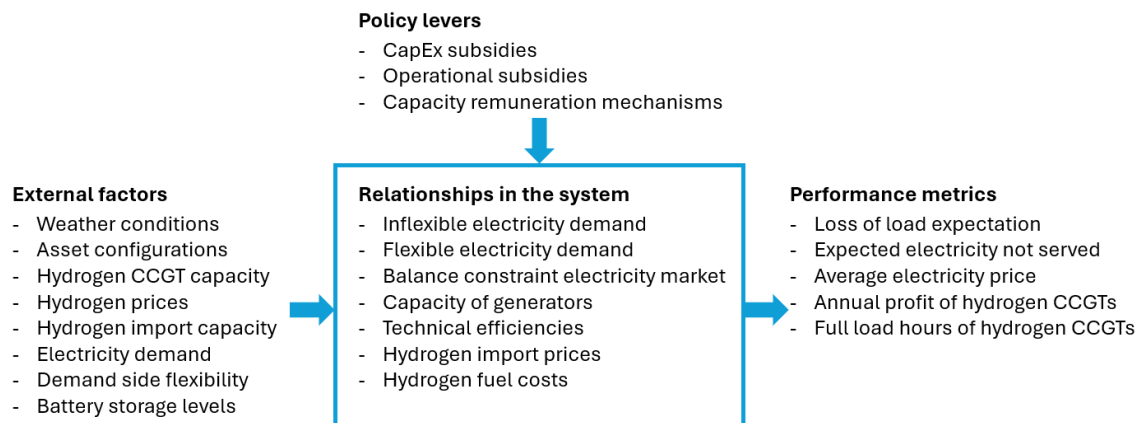 Policy levers
- CapEx subsidies
- Operational subsidies
- Capacity remuneration mechanisms
External factors
- Weather conditions
- Asset configurations
- Hydrogen CCGT capacity
- Hydrogen prices
- Hydrogen import capacity
- Electricity demand
- Demand side flexibility
- Battery storage levels
Relationships in the system
- Inflexible electricity demand
- Flexible electricity demand
- Balance constraint electricity market
- Capacity of generators
- Technical efficiencies
- Hydrogen import prices
- Hydrogen fuel costs
Performance metrics
- Loss of load expectation
- Expected electricity not served
- Average electricity price
- Annual profit of hydrogen CCGTs
- Full load hours of hydrogen CCGTs